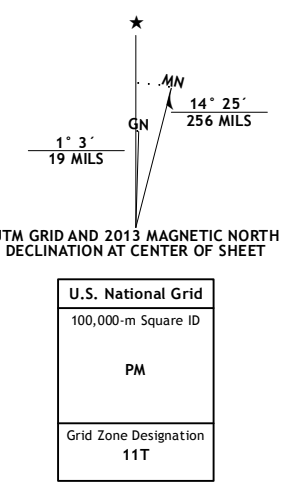 ★
MN
GN
14° 25´
256 MILS
1° 3´
19 MILS
UTM GRID AND 2013 MAGNETIC NORTH
DECLINATION AT CENTER OF SHEET
U.S. National Grid
100,000-m Square ID
PM
Grid Zone Designation
11T